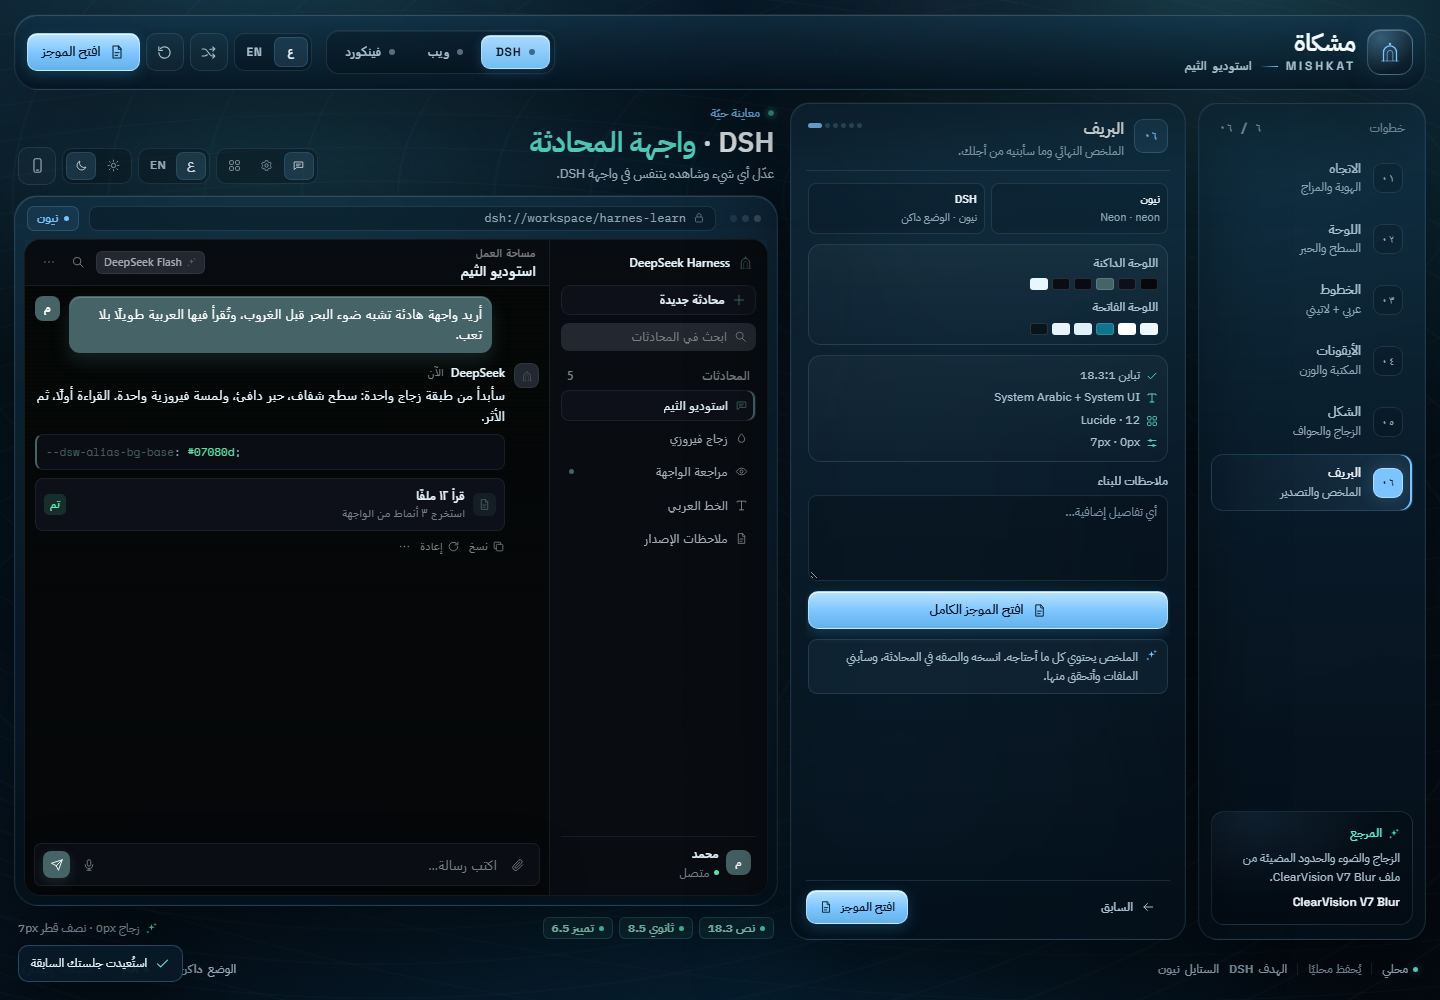 مشكاة
MISHKAT — استوديو الثيم
DSH
ويب
فينكورد
ع
EN
افتح الموجز
خطوات
٦ / ٠٦
٠١
الاتجاه
الهوية والمزاج
٠٢
اللوحة
السطح والحبر
٠٣
الخطوط
عربي + لاتيني
٠٤
الأيقونات
المكتبة والوزن
٠٥
الشكل
الزجاج والحواف
٠٦
البريف
الملخص والتصدير
المرجع
الزجاج والضوء والحدود المضيئة من
ملف ClearVision V7 Blur.
ClearVision V7 Blur
٠٦
البريف
الملخص النهائي وما سأبنيه من أجلك.
نيون
Neon · neon
DSH
نيون · الوضع داكن
اللوحة الداكنة
اللوحة الفاتحة
تباين 18.3:1
System Arabic + System UI
Lucide · 12
7px · 0px
ملاحظات للبناء
أي تفاصيل إضافية...
افتح الموجز الكامل
الملخص يحتوي كل ما أحتاجه. انسخه والصقه في المحادثة، وسأبني
الملفات وأتحقق منها.
السابق
افتح الموجز
معاينة حيّة
DSH · واجهة المحادثة
عدّل أي شيء وشاهده يتنفس في واجهة DSH.
ع
EN
dsh://workspace/harnes-learn
نيون
DeepSeek Harness
محادثة جديدة
ابحث في المحادثات
المحادثات
5
استوديو الثيم
زجاج فيروزي
مراجعة الواجهة
الخط العربي
ملاحظات الإصدار
م
محمد
متصل
مساحة العمل
استوديو الثيم
DeepSeek Flash
م
أريد واجهة هادئة تشبه ضوء البحر قبل الغروب، وتُقرأ فيها العربية طويلًا بلا
تعب.
DeepSeek الآن
سأبدأ من طبقة زجاج واحدة: سطح شفاف، حبر دافئ، ولمسة فيروزية واحدة. القراءة أولًا، ثم
الأثر.
--dsw-alias-bg-base: #07080d;
قرأ ١٢ ملفًا
استخرج ٣ أنماط من الواجهة
تم
نسخ
إعادة
اكتب رسالة...
نص 18.3
ثانوي 8.5
تمييز 6.5
زجاج 0px · نصف قطر 7px
محلي
يُحفظ محليًا
الهدف DSH
الستايل نيون
الوضع داكن
استُعيدت جلستك السابقة